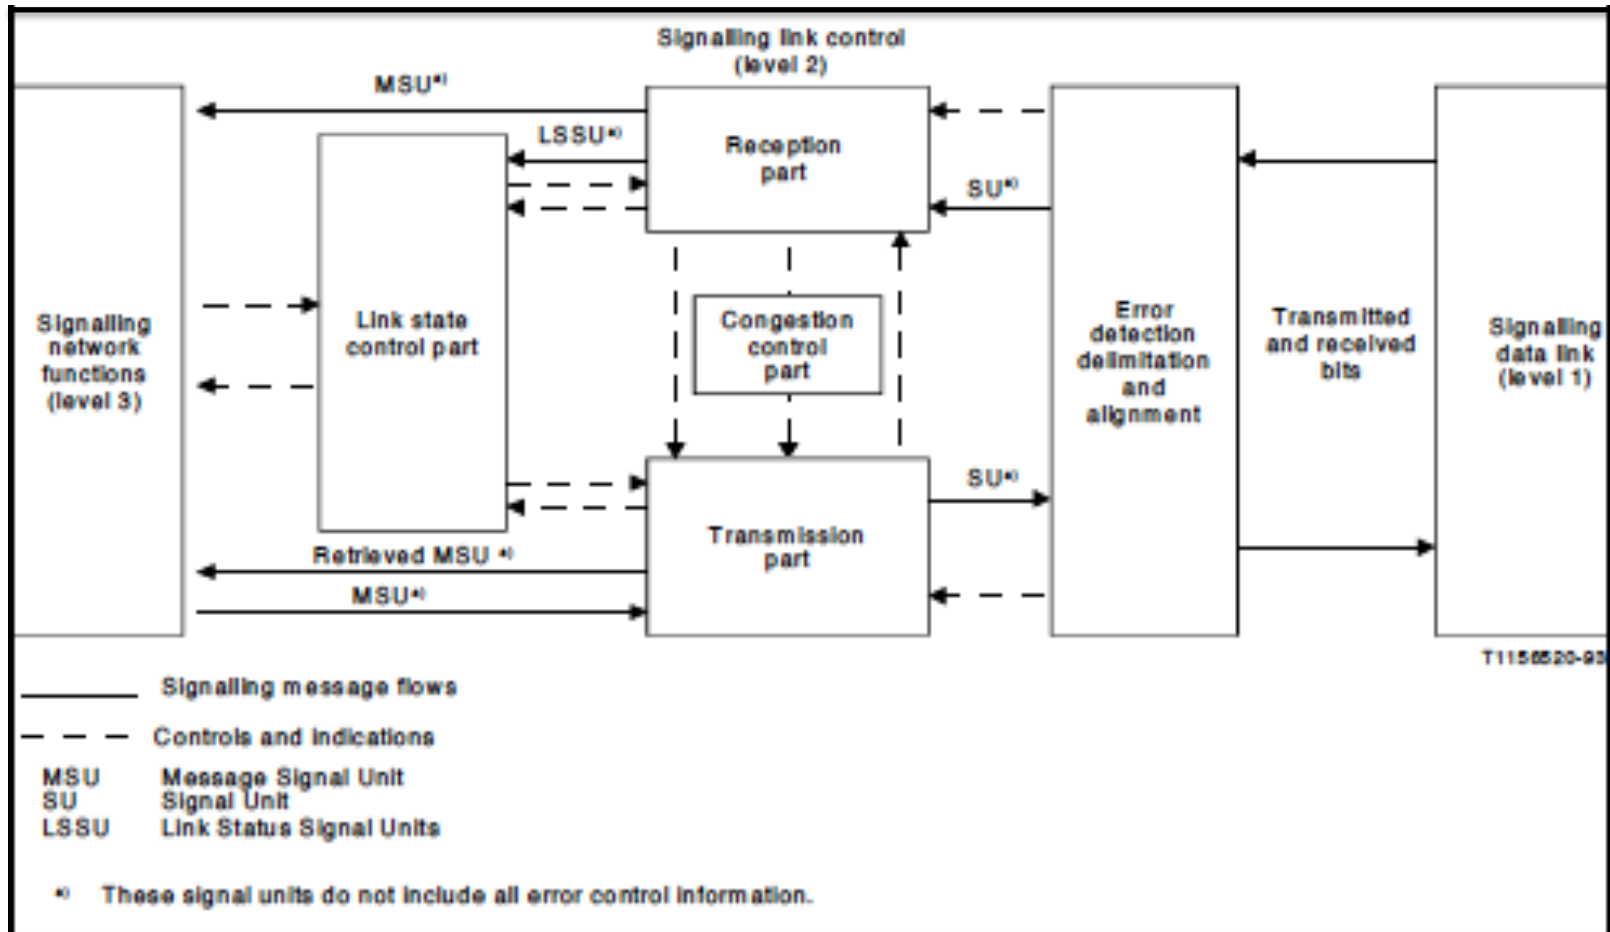 Signalling link control
(level 2)
MSU a)
LSSU a)
Reception
part
SU a)
Signalling
network
functions
(level 3)
Link state
control part
Congestion
control
part
Error
detection
delimitation
and
alignment
Transmitted
and received
bits
Signalling
data link
(level 1)
SU a)
Transmission
part
Retrieved MSU a)
MSU a)
T1156520-93
Signalling message flows
Controls and indications
MSU Message Signal Unit
SU Signal Unit
LSSU Link Status Signal Units
a) These signal units do not include all error control information.